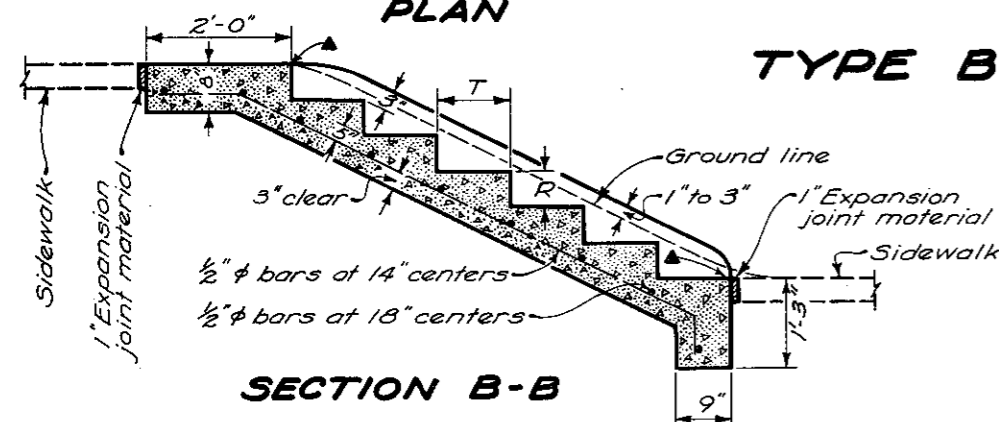 PLAN
TYPE B
2'-0"
8"
3"
T
5"
R
Ground line
1" to 3"
1" Expansion
joint material
Sidewalk
3" clear
Sidewalk
1" Expansion
joint material
½" ϕ bars at 14" centers
½" ϕ bars at 18" centers
1'-3"
9"
SECTION B-B